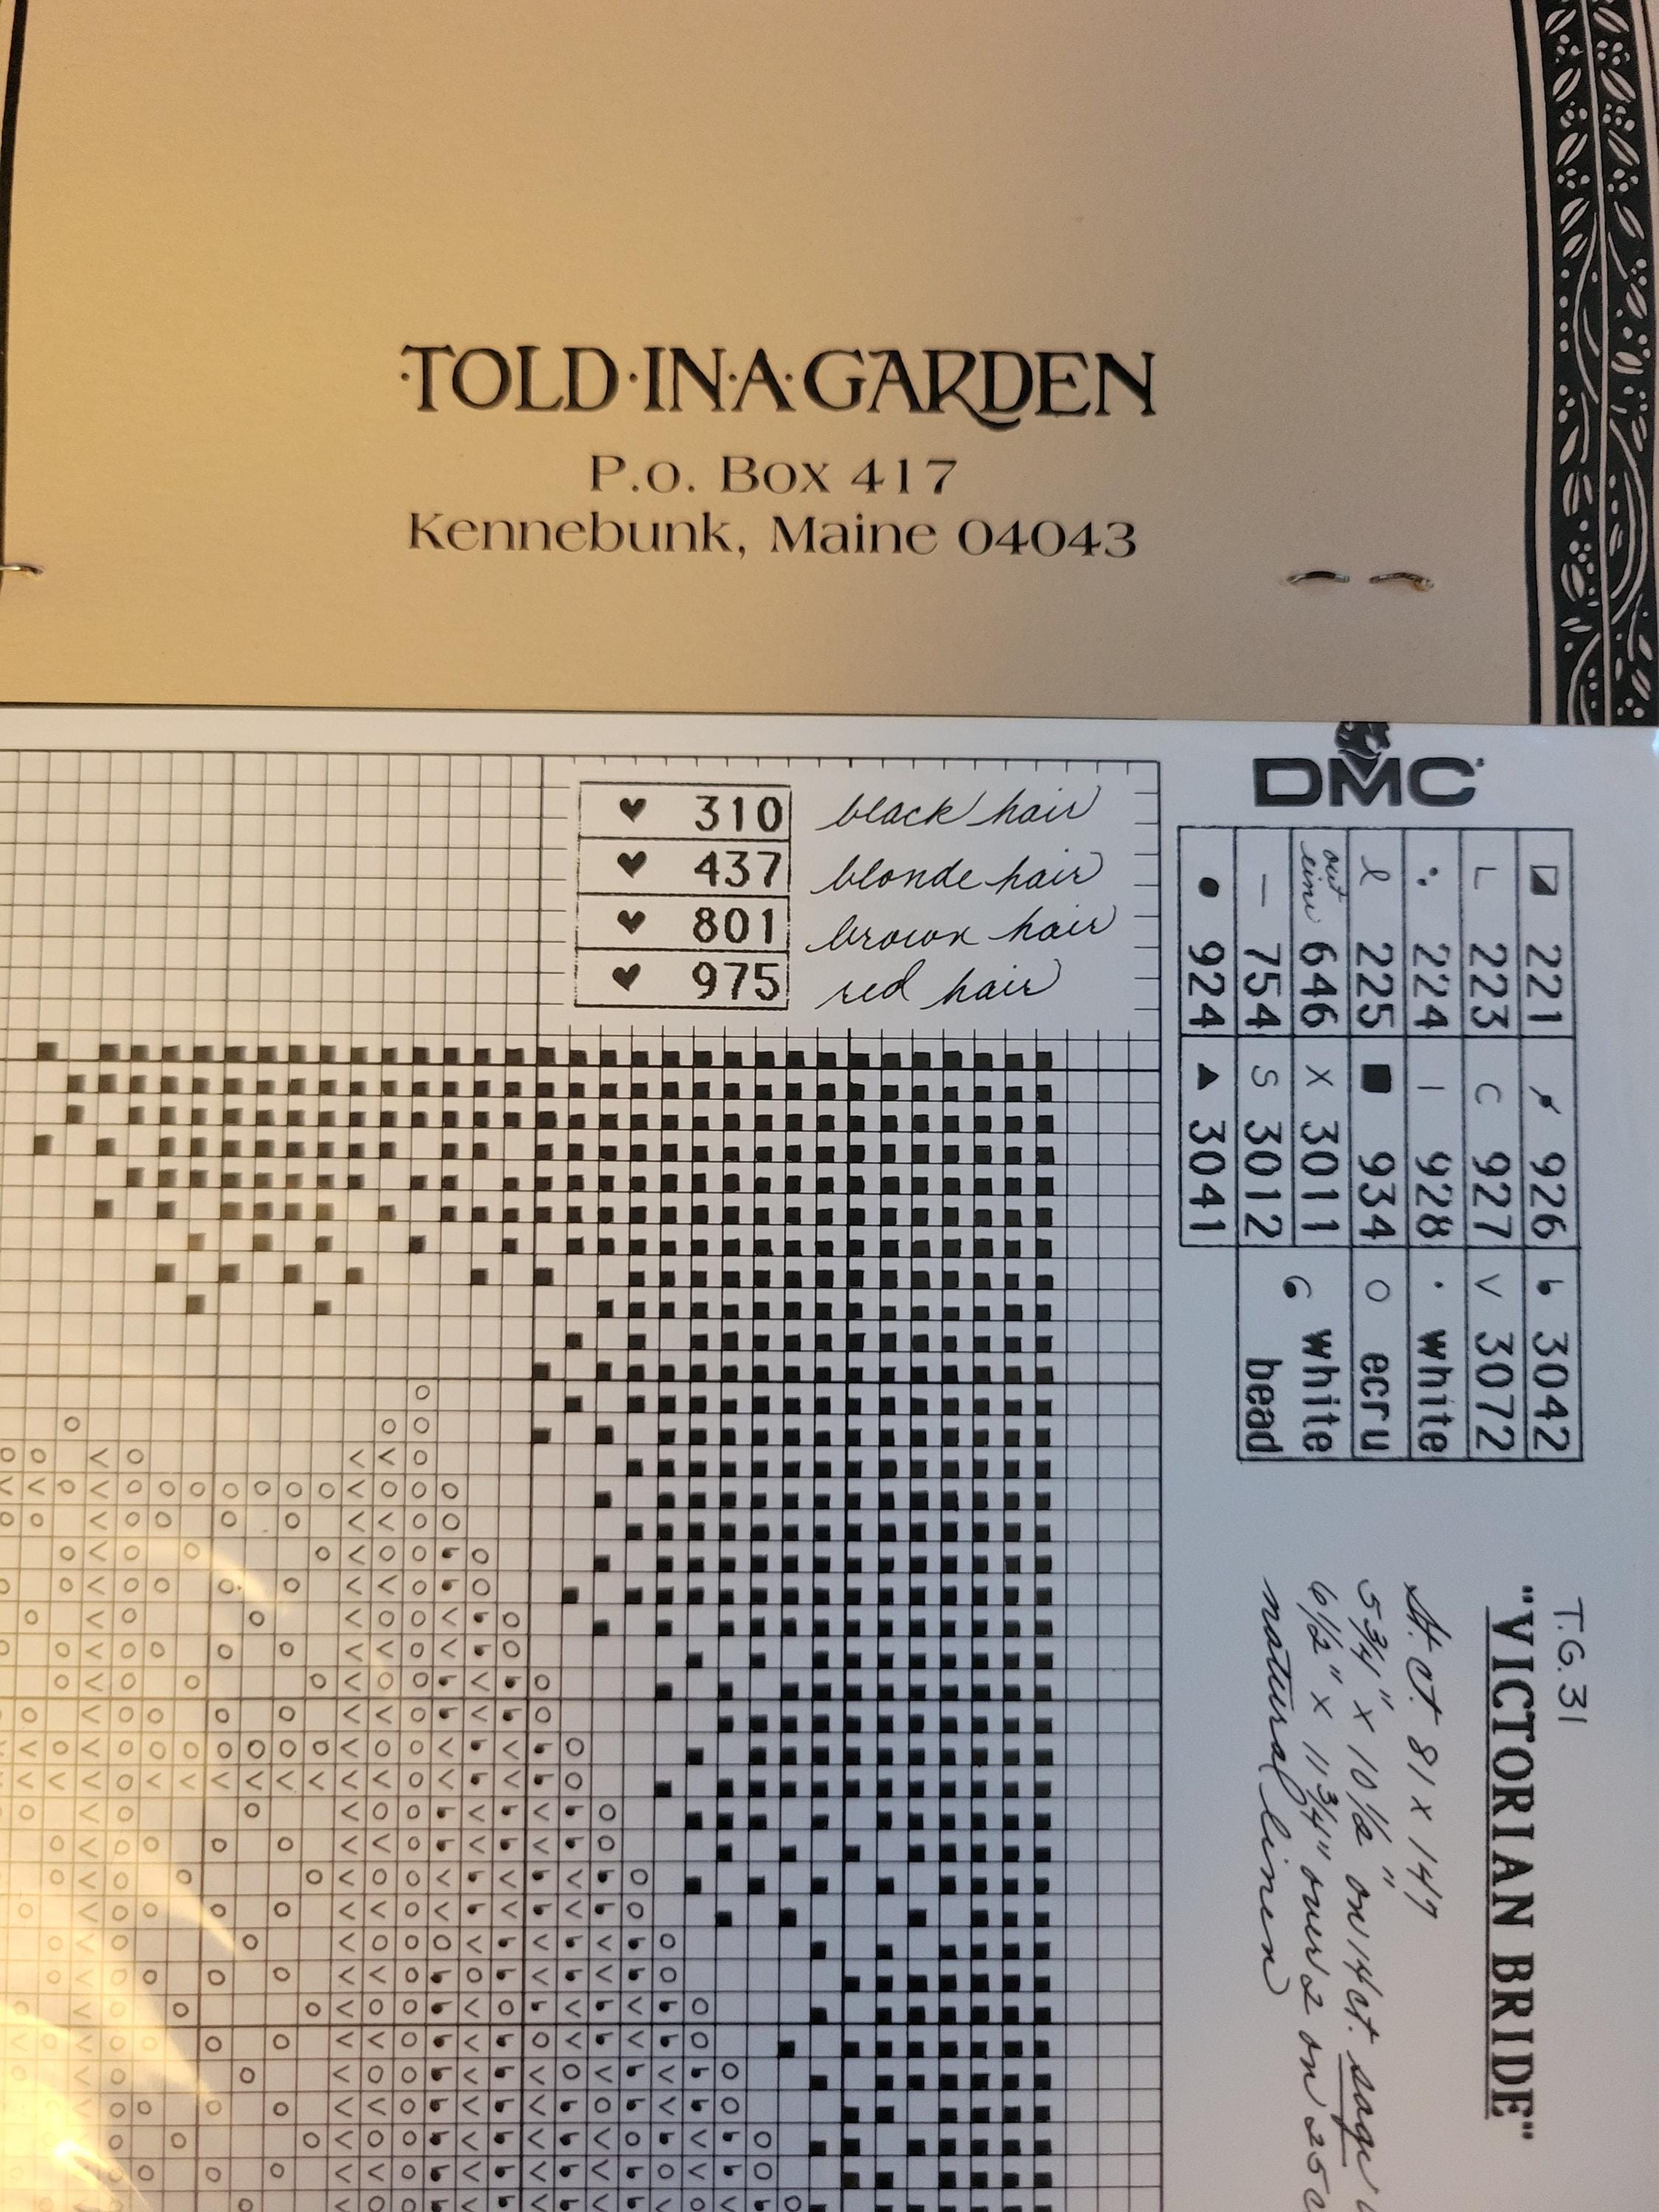 ·TOLD·IN·A·GARDEN
P.O. Box 417
Kennebunk, Maine 04043
♥ 310 black hair
♥ 437 blonde hair
♥ 801 brown hair
♥ 975 red hair
DMC
◪ 221 926 3042
L 223 C 927 V 3072
224 | 928 · white
l 225 ■ 934 O ecru
outline 646 X 3011 6 white
— 754 S 3012 bead
● 924 ▲ 3041
T.G. 31
"VICTORIAN BRIDE"
St. ct. 81 x 147
5 3/4" x 10 1/2" on 14 ct. sage
6 1/2" x 11 3/4" over 2 on 25
natural linen